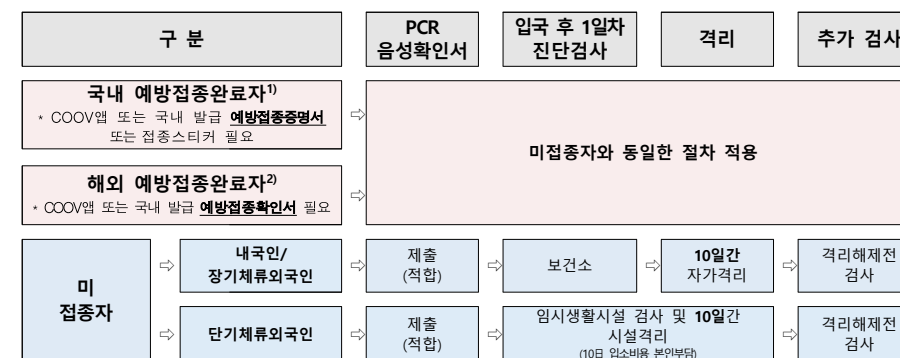 구 분
PCR
음성확인서
입국 후 1일차
진단검사
격리
추가 검사
국내 예방접종완료자1)
* COOV앱 또는 국내 발급 예방접종증명서
또는 접종스티커 필요
해외 예방접종완료자2)
* COOV앱 또는 국내 발급 예방접종확인서 필요
미접종자와 동일한 절차 적용
미
접종자
내국인/
장기체류외국인
제출
(적합)
보건소
10일간
자가격리
격리해제전
검사
단기체류외국인
제출
(적합)
임시생활시설 검사 및 10일간
시설격리
(10日 입소비용 본인부담)
격리해제전
검사